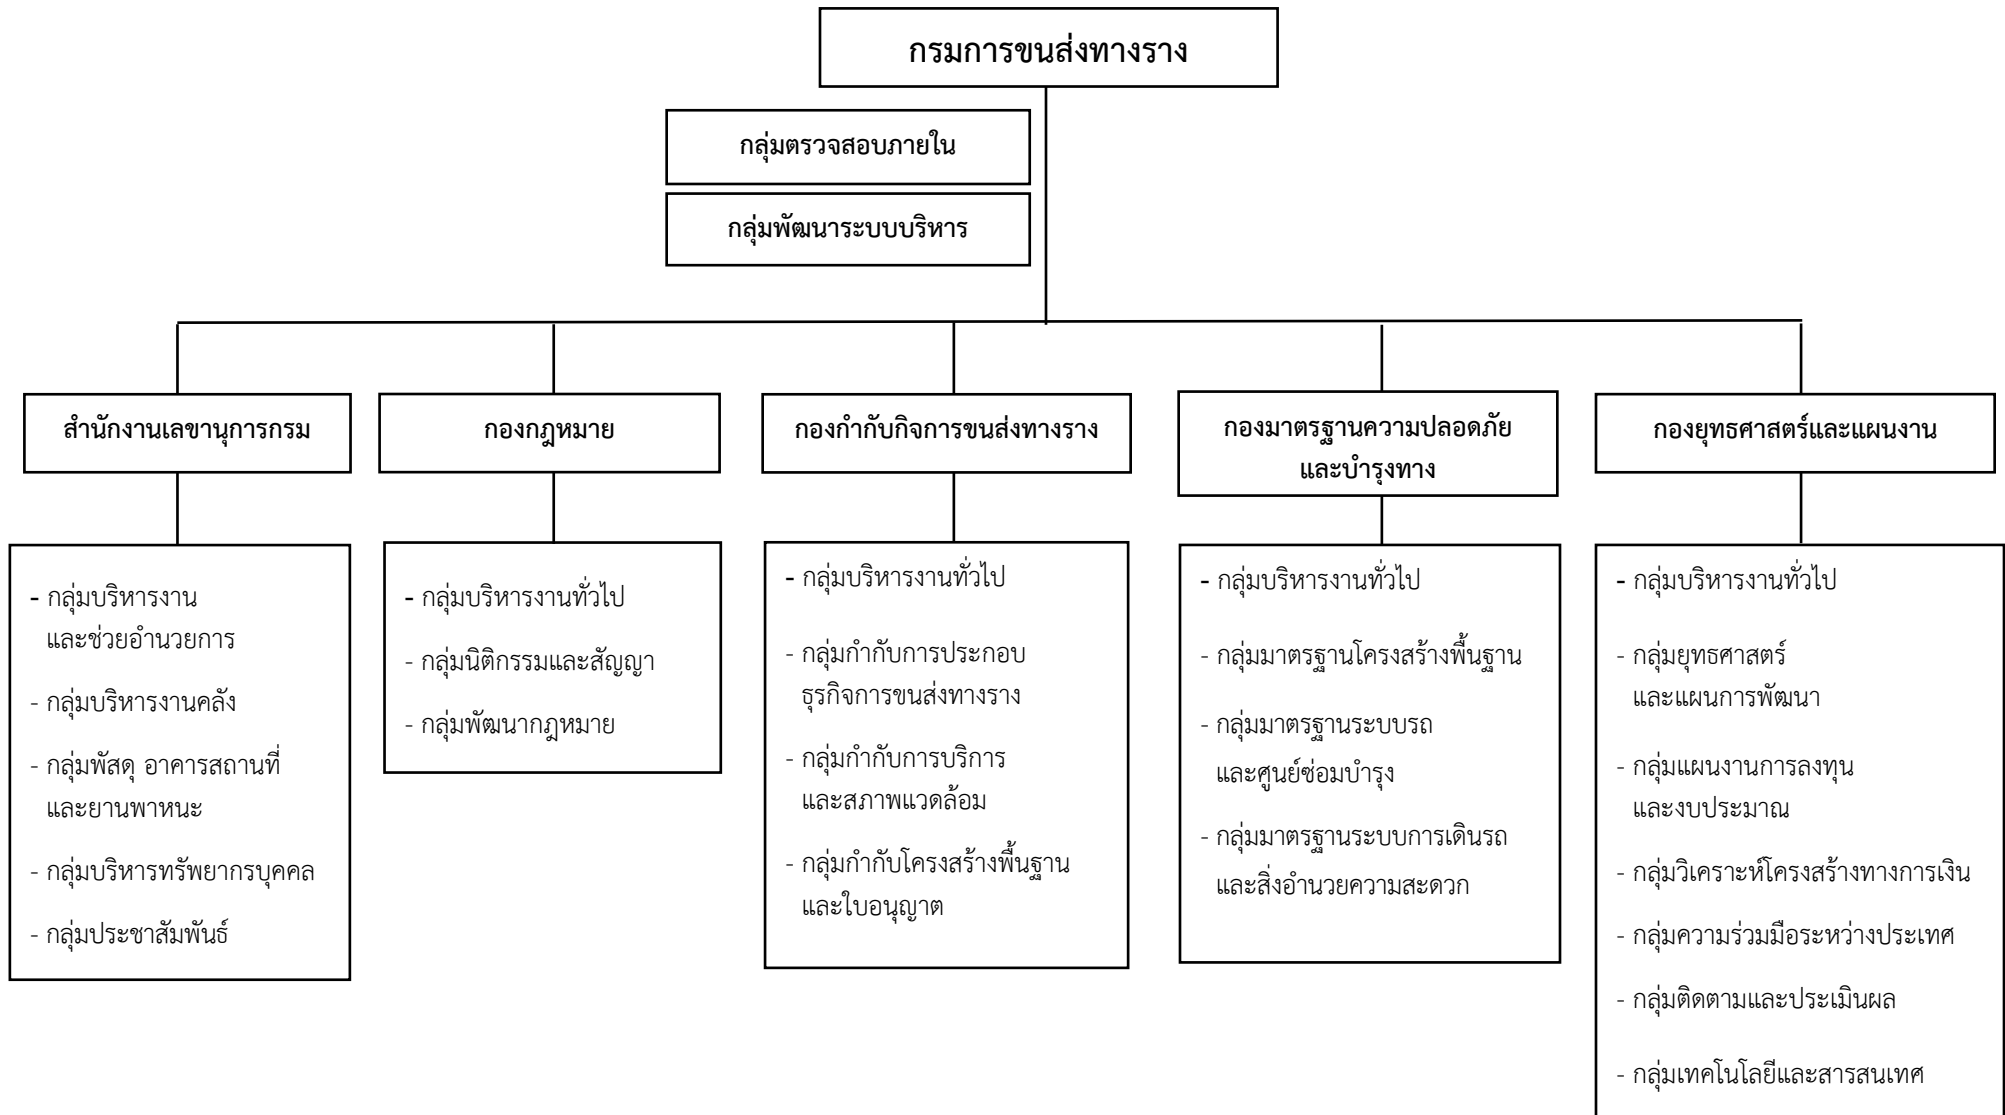 กรมการขนส่งทางราง
กลุ่มตรวจสอบภายใน
กลุ่มพัฒนาระบบบริหาร
สำนักงานเลขานุการกรม
- กลุ่มบริหารงาน
และช่วยอำนวยการ
- กลุ่มบริหารงานคลัง
- กลุ่มพัสดุ อาคารสถานที่
และยานพาหนะ
- กลุ่มบริหารทรัพยากรบุคคล
- กลุ่มประชาสัมพันธ์
กองกฎหมาย
- กลุ่มบริหารงานทั่วไป
- กลุ่มนิติกรรมและสัญญา
- กลุ่มพัฒนากฎหมาย
กองกำกับกิจการขนส่งทางราง
- กลุ่มบริหารงานทั่วไป
- กลุ่มกำกับการประกอบ
ธุรกิจการขนส่งทางราง
- กลุ่มกำกับการบริการ
และสภาพแวดล้อม
- กลุ่มกำกับโครงสร้างพื้นฐาน
และใบอนุญาต
กองมาตรฐานความปลอดภัย
และบำรุงทาง
- กลุ่มบริหารงานทั่วไป
- กลุ่มมาตรฐานโครงสร้างพื้นฐาน
- กลุ่มมาตรฐานระบบรถ
และศูนย์ซ่อมบำรุง
- กลุ่มมาตรฐานระบบการเดินรถ
และสิ่งอำนวยความสะดวก
กองยุทธศาสตร์และแผนงาน
- กลุ่มบริหารงานทั่วไป
- กลุ่มยุทธศาสตร์
และแผนการพัฒนา
- กลุ่มแผนงานการลงทุน
และงบประมาณ
- กลุ่มวิเคราะห์โครงสร้างทางการเงิน
- กลุ่มความร่วมมือระหว่างประเทศ
- กลุ่มติดตามและประเมินผล
- กลุ่มเทคโนโลยีและสารสนเทศ